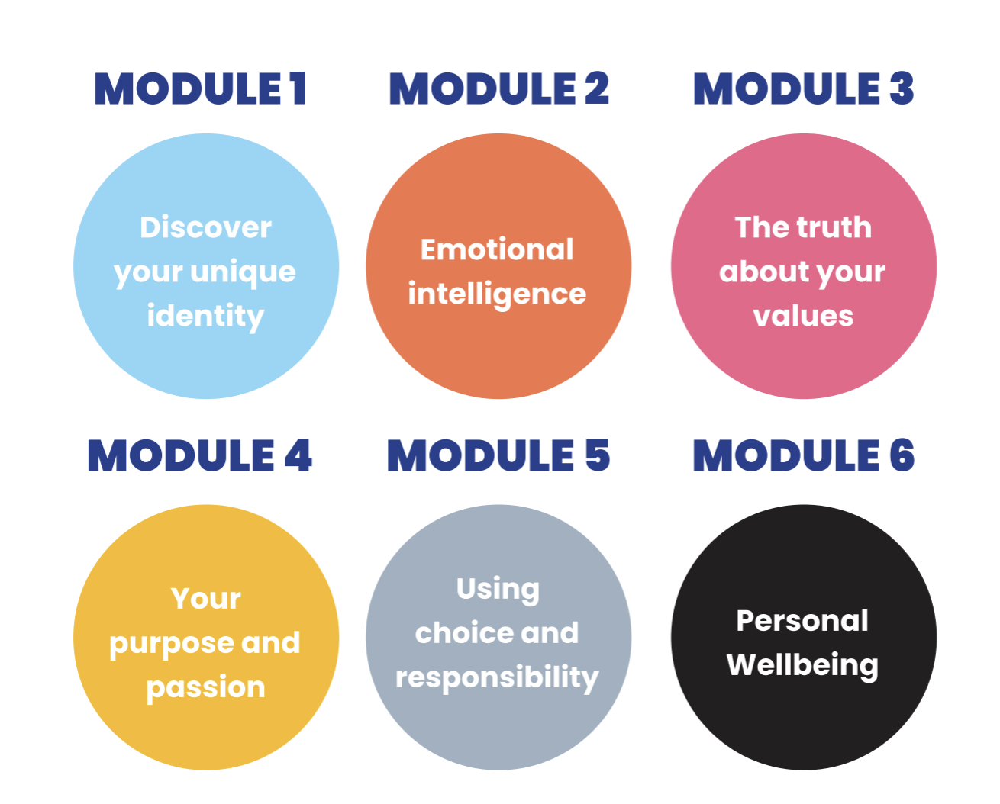 MODULE 1
Discover
your unique
identity
MODULE 2
Emotional
intelligence
MODULE 3
The truth
about your
values
MODULE 4
Your
purpose and
passion
MODULE 5
Using
choice and
responsibility
MODULE 6
Personal
Wellbeing